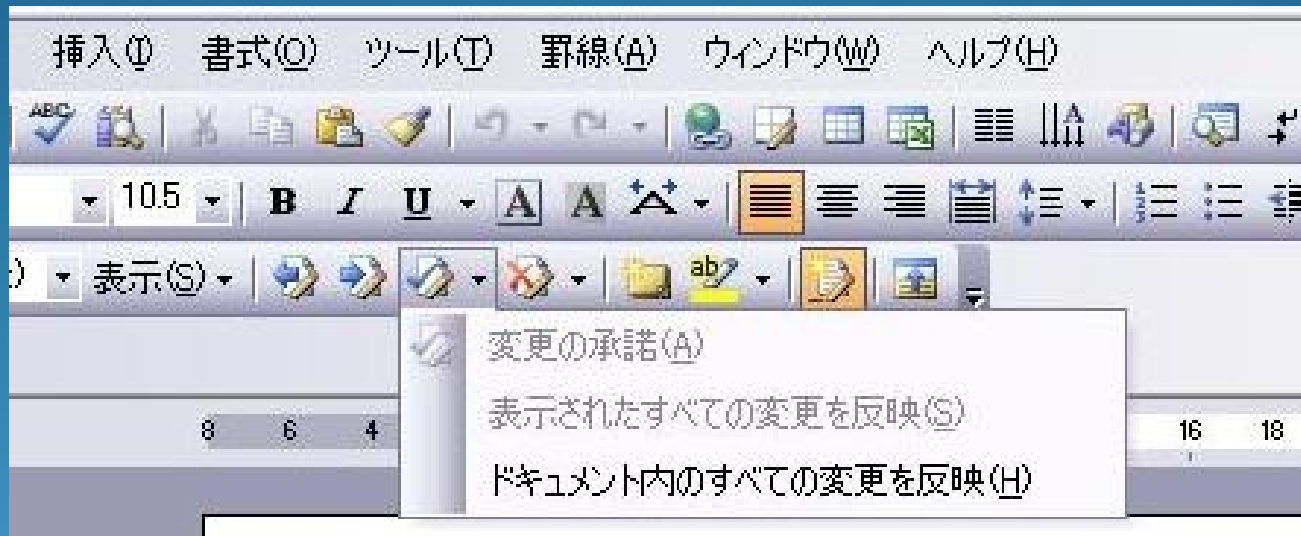 挿入(I) 書式(O) ツール(T) 罫線(A) ウィンドウ(W) ヘルプ(H)
ABC
10.5 B I U A A
表示(S) ab
変更の承諾(A)
表示されたすべての変更を反映(S)
8 6 4 16 18
ドキュメント内のすべての変更を反映(H)